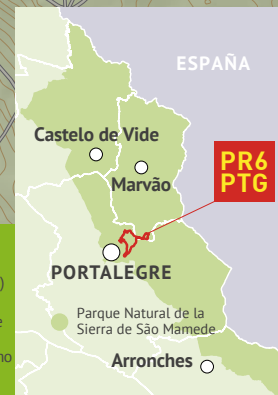 ESPAÑA
Castelo de Vide
Marvão
PR6
PTG
PORTALEGRE
Parque Natural de la
Sierra de São Mamede
Arronches